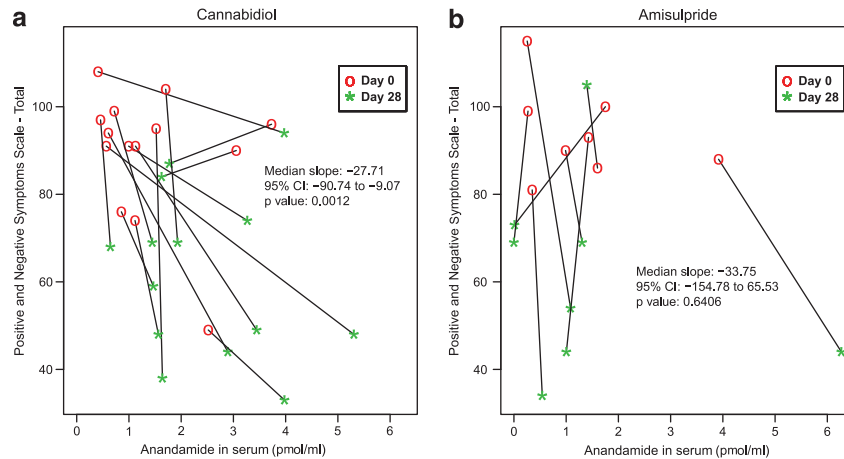 a
Cannabidiol
Positive and Negative Symptoms Scale - Total
100
80
60
40
Day 0
Day 28
Median slope: −27.71
95% CI: −90.74 to −9.07
p value: 0.0012
0 1 2 3 4 5 6
Anandamide in serum (pmol/ml)
b
Amisulpride
Positive and Negative Symptoms Scale - Total
100
80
60
40
Day 0
Day 28
Median slope: −33.75
95% CI: −154.78 to 65.53
p value: 0.6406
0 1 2 3 4 5 6
Anandamide in serum (pmol/ml)